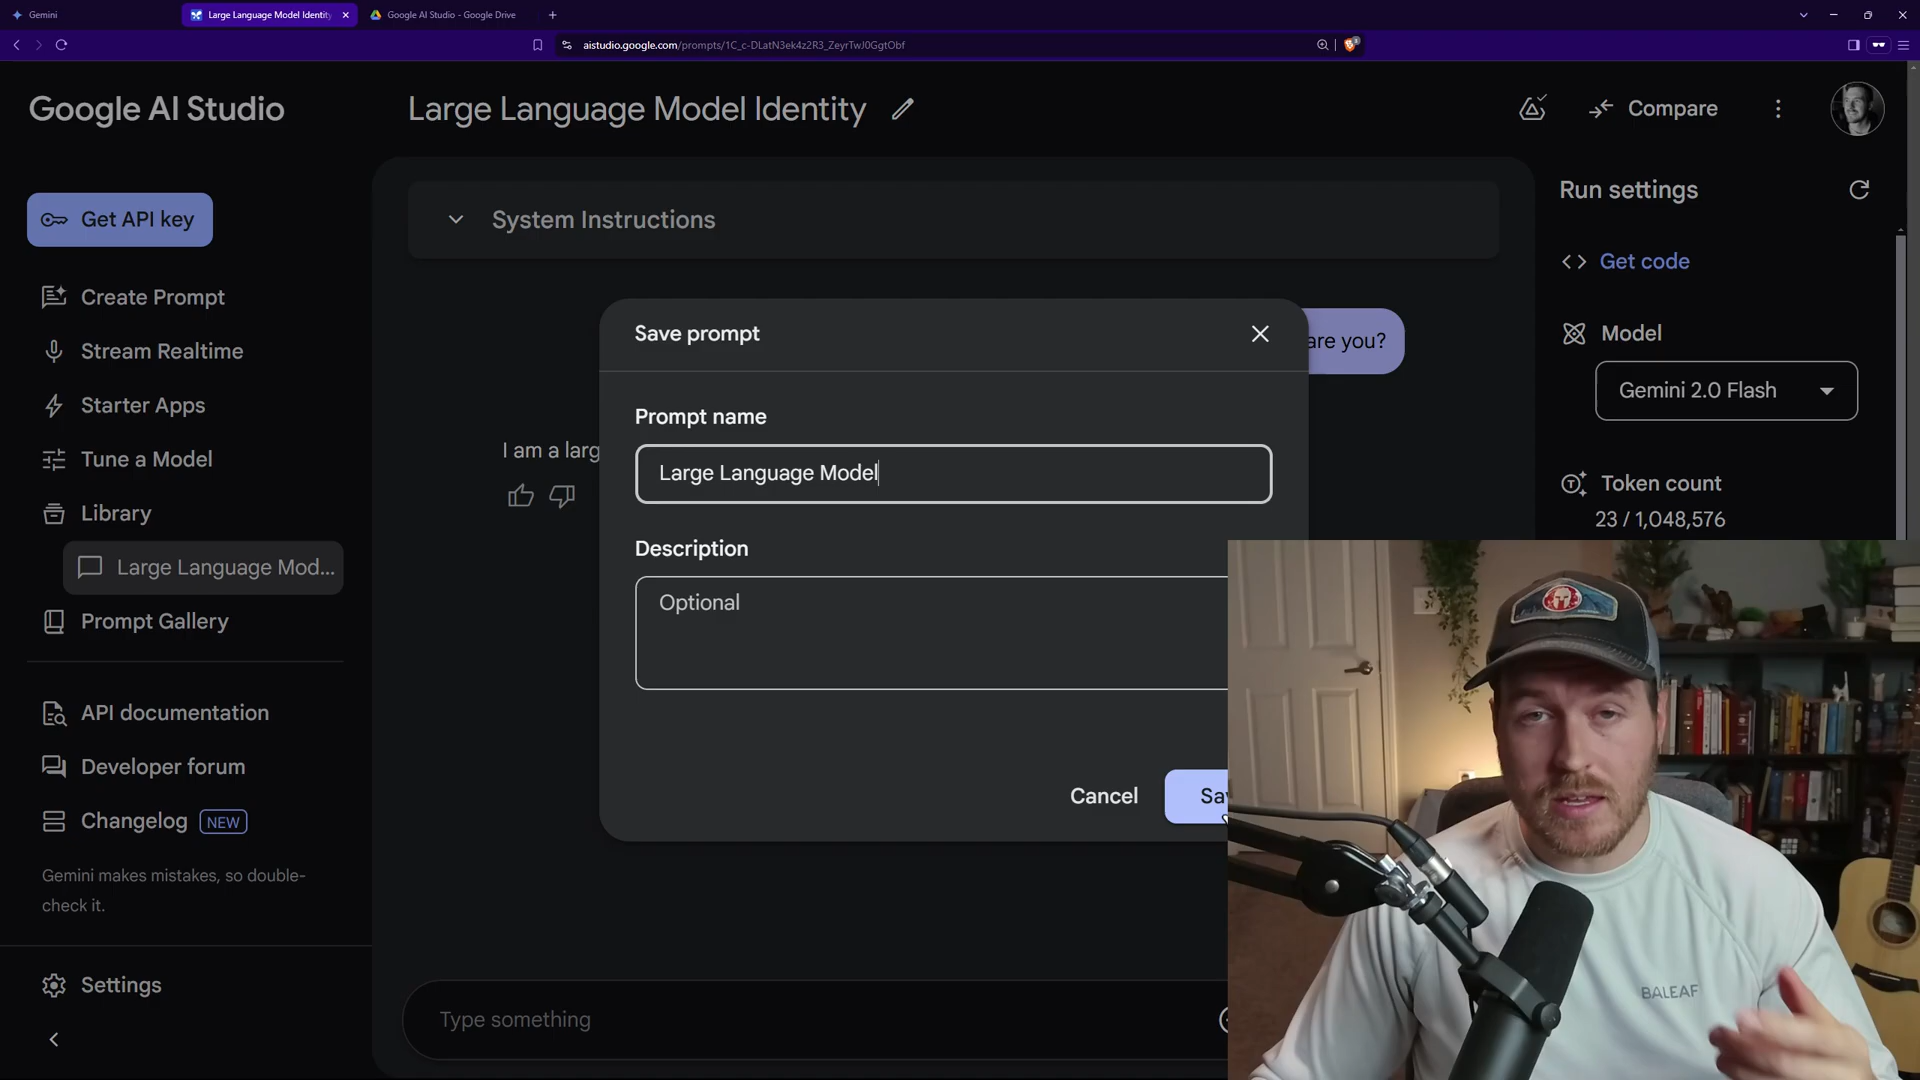 Gemini
Large Language Model Identity
Google AI Studio - Google Drive
aistudio.google.com/prompts/1C_c-DLatN3ek4z2R3_ZeyrTwJ0GgtObf
Google AI Studio
Large Language Model Identity
Compare
Get API key
Create Prompt
Stream Realtime
Starter Apps
Tune a Model
Library
Large Language Mod...
Prompt Gallery
API documentation
Developer forum
Changelog NEW
Gemini makes mistakes, so double-
check it.
Settings
System Instructions
are you?
I am a larg
Save prompt
Prompt name
Large Language Model
Description
Optional
Cancel
Sav
Type something
Run settings
Get code
Model
Gemini 2.0 Flash
Token count
23 / 1,048,576
BALEAF